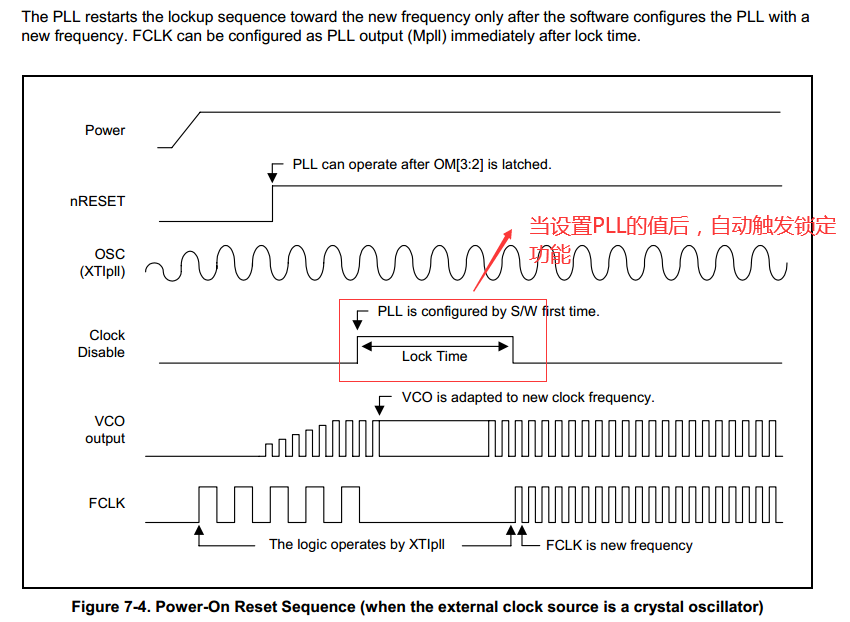 The PLL restarts the lockup sequence toward the new frequency only after the software configures the PLL with a
new frequency. FCLK can be configured as PLL output (Mpll) immediately after lock time.
Power
PLL can operate after OM[3:2] is latched.
nRESET
当设置PLL的值后，自动触发锁定
功能
OSC
(XTIpll)
PLL is configured by S/W first time.
Clock
Disable
Lock Time
VCO is adapted to new clock frequency.
VCO
output
FCLK
The logic operates by XTIpll
FCLK is new frequency
Figure 7-4. Power-On Reset Sequence (when the external clock source is a crystal oscillator)